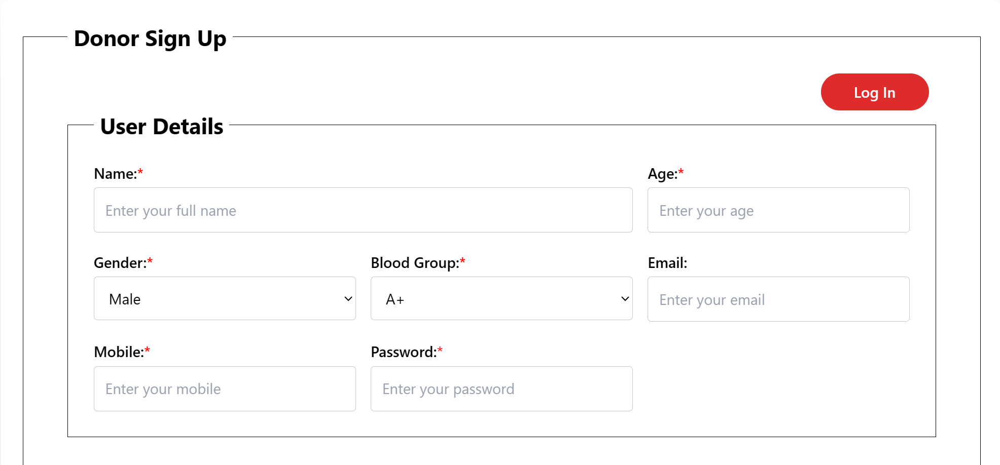 Donor Sign Up
Log In
User Details
Name:* Age:*
Enter your full name Enter your age
Gender:* Blood Group:* Email:
Male A+ Enter your email
Mobile:* Password:*
Enter your mobile Enter your password